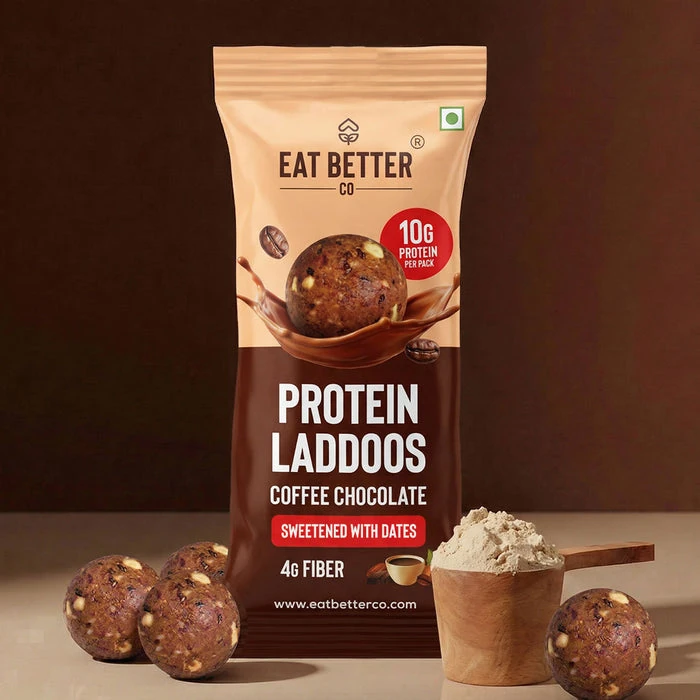 EAT BETTER
®
CO
10G
PROTEIN
PER PACK
PROTEIN
LADDOOS
COFFEE CHOCOLATE
SWEETENED WITH DATES
4G FIBER
www.eatbetterco.com